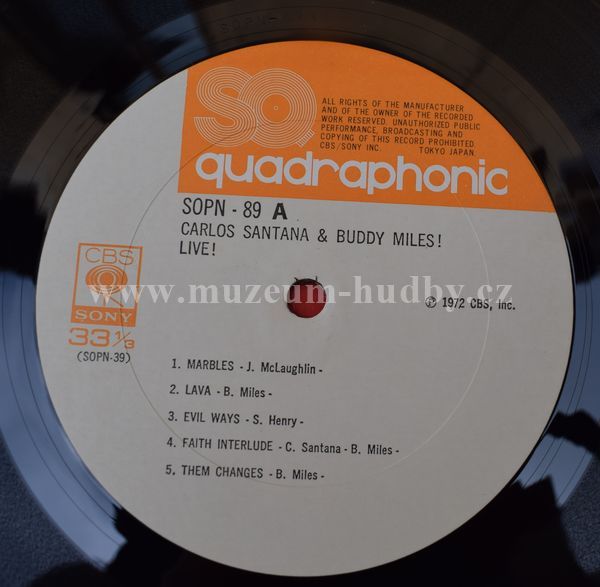 SOPN-
SQ
ALL RIGHTS OF THE MANUFACTURER
AND OF THE OWNER OF THE RECORDED
WORK RESERVED. UNAUTHORIZED PUBLIC
PERFORMANCE, BROADCASTING AND
COPYING OF THIS RECORD PROHIBITED.
CBS/SONY INC. TOKYO JAPAN.
quadraphonic
SOPN - 89 A
CARLOS SANTANA & BUDDY MILES!
LIVE!
CBS
SONY
33 1/3
(SOPN-39)
www.muzeum-hudby.cz
℗ 1972 CBS, Inc.
1. MARBLES - J. McLaughlin -
2. LAVA - B. Miles -
3. EVIL WAYS - S. Henry -
4. FAITH INTERLUDE - C. Santana - B. Miles -
5. THEM CHANGES - B. Miles -